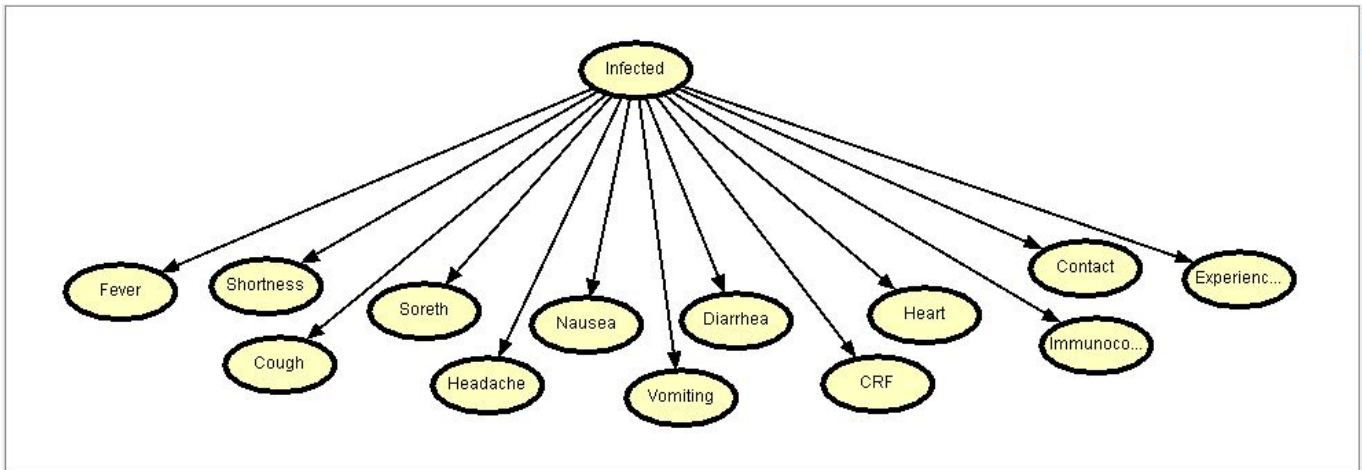 Infected
Fever
Shortness
Cough
Soreth
Headache
Nausea
Vomiting
Diarrhea
CRF
Heart
Contact
Immunoco...
Experienc...